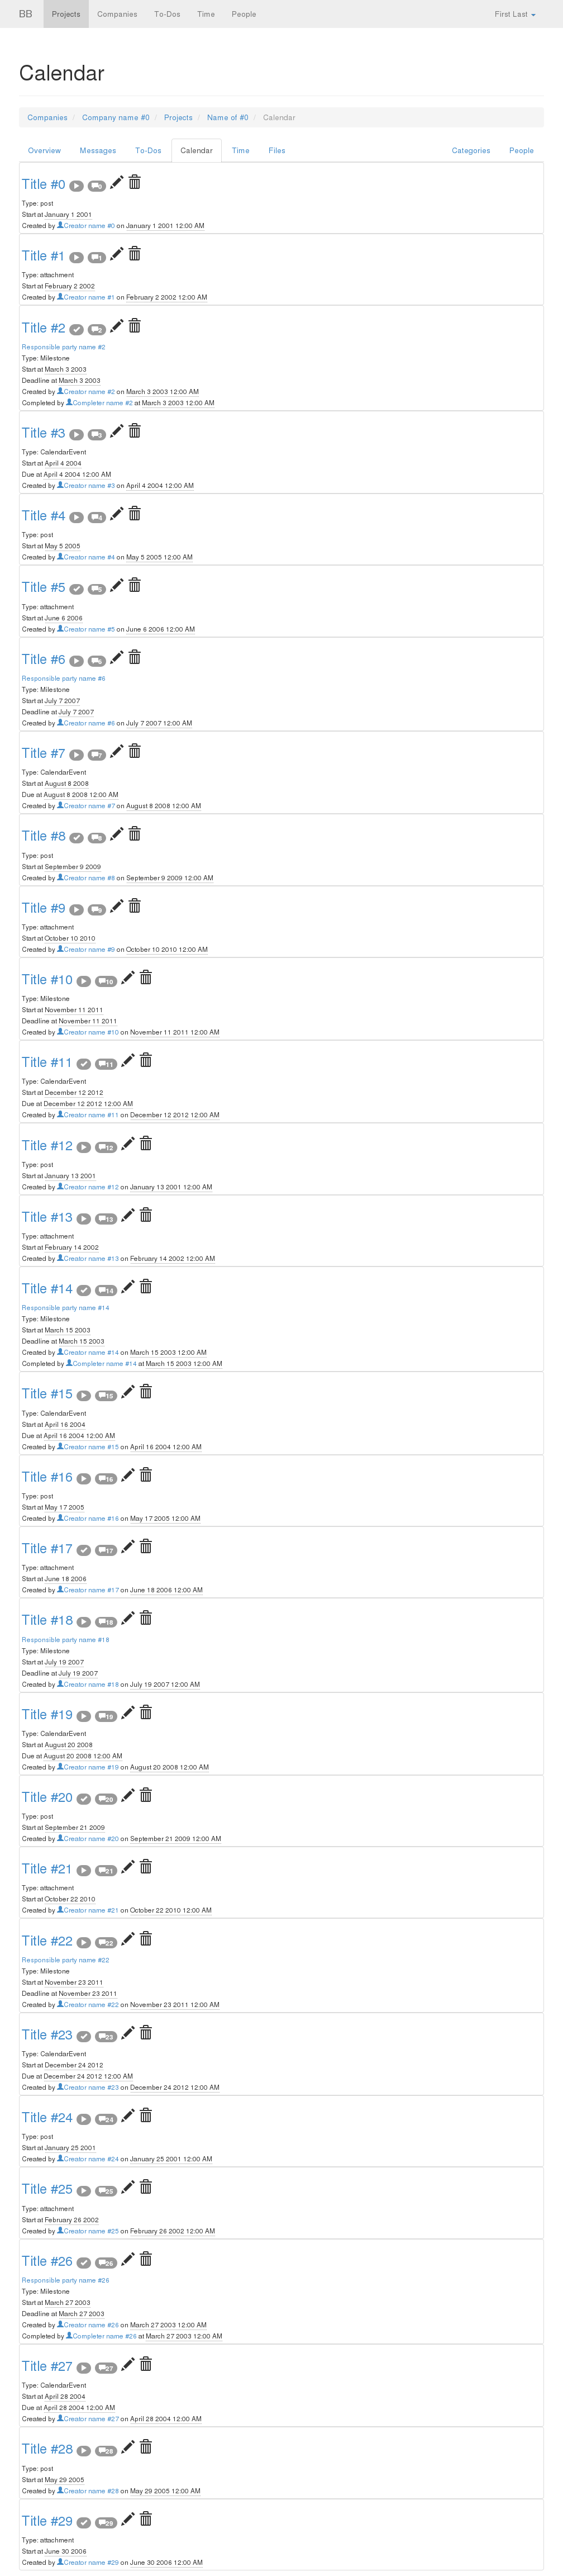 BB Projects Companies To-Dos Time People First Last
Calendar
Companies / Company name #0 / Projects / Name of #0 / Calendar
Overview Messages To-Dos Calendar Time Files Categories People
Title #0 0
Type: post
Start at January 1 2001
Created by Creator name #0 on January 1 2001 12:00 AM
Title #1 1
Type: attachment
Start at February 2 2002
Created by Creator name #1 on February 2 2002 12:00 AM
Title #2 2
Responsible party name #2
Type: Milestone
Start at March 3 2003
Deadline at March 3 2003
Created by Creator name #2 on March 3 2003 12:00 AM
Completed by Completer name #2 at March 3 2003 12:00 AM
Title #3 3
Type: CalendarEvent
Start at April 4 2004
Due at April 4 2004 12:00 AM
Created by Creator name #3 on April 4 2004 12:00 AM
Title #4 4
Type: post
Start at May 5 2005
Created by Creator name #4 on May 5 2005 12:00 AM
Title #5 5
Type: attachment
Start at June 6 2006
Created by Creator name #5 on June 6 2006 12:00 AM
Title #6 6
Responsible party name #6
Type: Milestone
Start at July 7 2007
Deadline at July 7 2007
Created by Creator name #6 on July 7 2007 12:00 AM
Title #7 7
Type: CalendarEvent
Start at August 8 2008
Due at August 8 2008 12:00 AM
Created by Creator name #7 on August 8 2008 12:00 AM
Title #8 8
Type: post
Start at September 9 2009
Created by Creator name #8 on September 9 2009 12:00 AM
Title #9 9
Type: attachment
Start at October 10 2010
Created by Creator name #9 on October 10 2010 12:00 AM
Title #10 10
Type: Milestone
Start at November 11 2011
Deadline at November 11 2011
Created by Creator name #10 on November 11 2011 12:00 AM
Title #11 11
Type: CalendarEvent
Start at December 12 2012
Due at December 12 2012 12:00 AM
Created by Creator name #11 on December 12 2012 12:00 AM
Title #12 12
Type: post
Start at January 13 2001
Created by Creator name #12 on January 13 2001 12:00 AM
Title #13 13
Type: attachment
Start at February 14 2002
Created by Creator name #13 on February 14 2002 12:00 AM
Title #14 14
Responsible party name #14
Type: Milestone
Start at March 15 2003
Deadline at March 15 2003
Created by Creator name #14 on March 15 2003 12:00 AM
Completed by Completer name #14 at March 15 2003 12:00 AM
Title #15 15
Type: CalendarEvent
Start at April 16 2004
Due at April 16 2004 12:00 AM
Created by Creator name #15 on April 16 2004 12:00 AM
Title #16 16
Type: post
Start at May 17 2005
Created by Creator name #16 on May 17 2005 12:00 AM
Title #17 17
Type: attachment
Start at June 18 2006
Created by Creator name #17 on June 18 2006 12:00 AM
Title #18 18
Responsible party name #18
Type: Milestone
Start at July 19 2007
Deadline at July 19 2007
Created by Creator name #18 on July 19 2007 12:00 AM
Title #19 19
Type: CalendarEvent
Start at August 20 2008
Due at August 20 2008 12:00 AM
Created by Creator name #19 on August 20 2008 12:00 AM
Title #20 20
Type: post
Start at September 21 2009
Created by Creator name #20 on September 21 2009 12:00 AM
Title #21 21
Type: attachment
Start at October 22 2010
Created by Creator name #21 on October 22 2010 12:00 AM
Title #22 22
Responsible party name #22
Type: Milestone
Start at November 23 2011
Deadline at November 23 2011
Created by Creator name #22 on November 23 2011 12:00 AM
Title #23 23
Type: CalendarEvent
Start at December 24 2012
Due at December 24 2012 12:00 AM
Created by Creator name #23 on December 24 2012 12:00 AM
Title #24 24
Type: post
Start at January 25 2001
Created by Creator name #24 on January 25 2001 12:00 AM
Title #25 25
Type: attachment
Start at February 26 2002
Created by Creator name #25 on February 26 2002 12:00 AM
Title #26 26
Responsible party name #26
Type: Milestone
Start at March 27 2003
Deadline at March 27 2003
Created by Creator name #26 on March 27 2003 12:00 AM
Completed by Completer name #26 at March 27 2003 12:00 AM
Title #27 27
Type: CalendarEvent
Start at April 28 2004
Due at April 28 2004 12:00 AM
Created by Creator name #27 on April 28 2004 12:00 AM
Title #28 28
Type: post
Start at May 29 2005
Created by Creator name #28 on May 29 2005 12:00 AM
Title #29 29
Type: attachment
Start at June 30 2006
Created by Creator name #29 on June 30 2006 12:00 AM